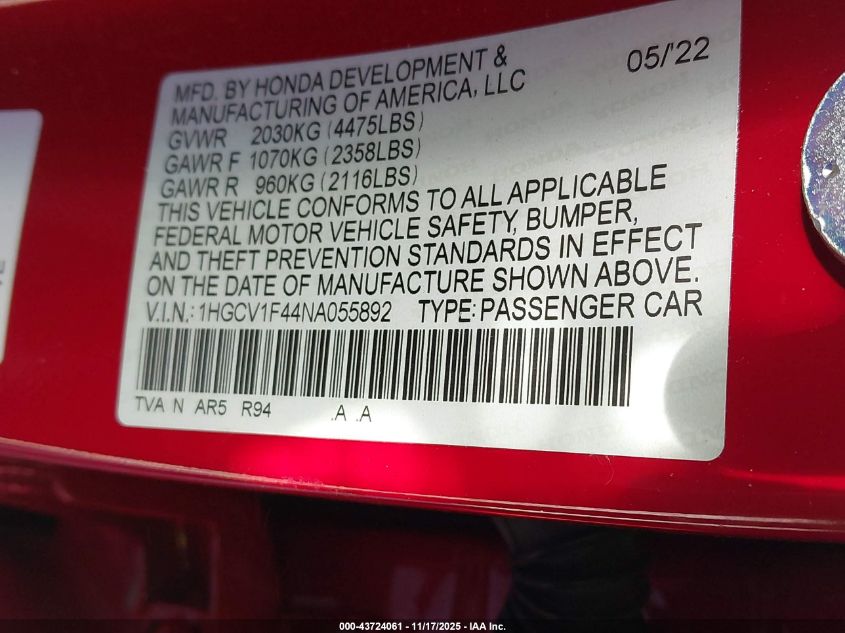 MFD. BY HONDA DEVELOPMENT & 05/'22
MANUFACTURING OF AMERICA, LLC
GVWR 2030KG (4475LBS)
GAWR F 1070KG (2358LBS)
GAWR R 960KG (2116LBS)
THIS VEHICLE CONFORMS TO ALL APPLICABLE
FEDERAL MOTOR VEHICLE SAFETY, BUMPER,
AND THEFT PREVENTION STANDARDS IN EFFECT
ON THE DATE OF MANUFACTURE SHOWN ABOVE.
V.I.N.: 1HGCV1F44NA055892 TYPE: PASSENGER CAR
TVA N AR5 R94 .A .A
000-43724061 - 11/17/2025 - IAA Inc.